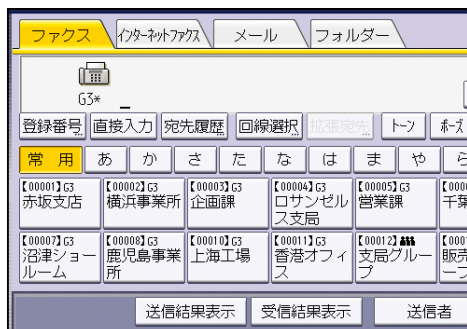 ファクス インターネットファクス メール フォルダー
G3* _
登録番号 直接入力 宛先履歴 回線選択 拡張宛先 トーン ポーズ
常用 あ か さ た な は ま や ら
【00001】G3 【00002】G3 【00003】G3 【00004】G3 【00005】G3 【000
赤坂支店 横浜事業所 企画課 ロサンゼル 営業課 千葉
ス支局
【00007】G3 【00008】G3 【00010】G3 【00011】G3 【00012】 【000
沼津ショー 鹿児島事業 上海工場 香港オフィ 支局グルー 販売
ルーム 所 ス プ ープ
送信結果表示 受信結果表示 送信者